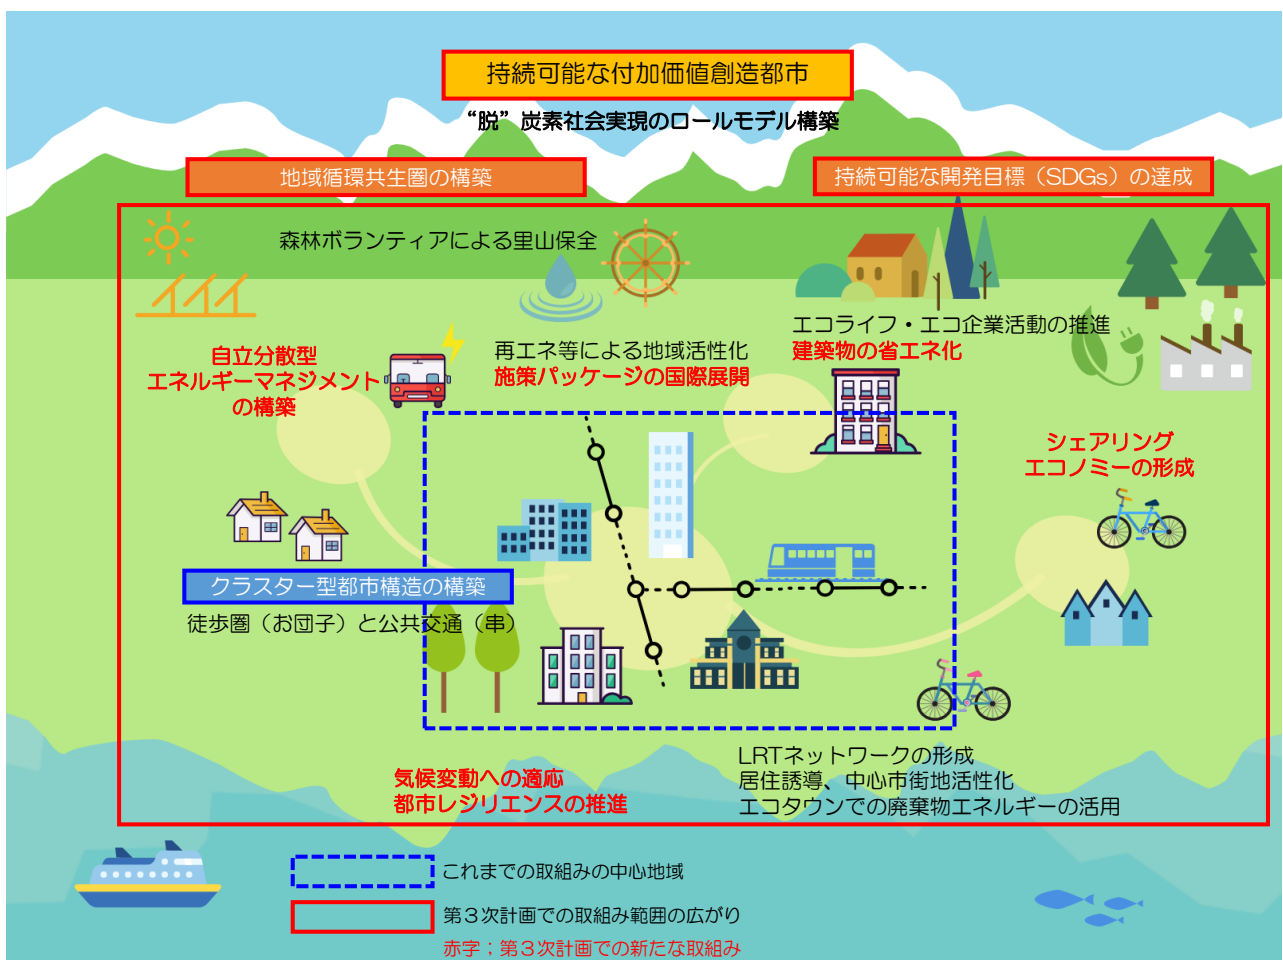 持続可能な付加価値創造都市
“脱”炭素社会実現のロールモデル構築
地域循環共生圏の構築
持続可能な開発目標（SDGs）の達成
森林ボランティアによる里山保全
エコライフ・エコ企業活動の推進
建築物の省エネ化
再エネ等による地域活性化
施策パッケージの国際展開
自立分散型
エネルギーマネジメント
の構築
シェアリング
エコノミーの形成
クラスター型都市構造の構築
徒歩圏（お団子）と公共交通（串）
LRTネットワークの形成
居住誘導、中心市街地活性化
エコタウンでの廃棄物エネルギーの活用
気候変動への適応
都市レジリエンスの推進
これまでの取組みの中心地域
第３次計画での取組み範囲の広がり
赤字；第３次計画での新たな取組み